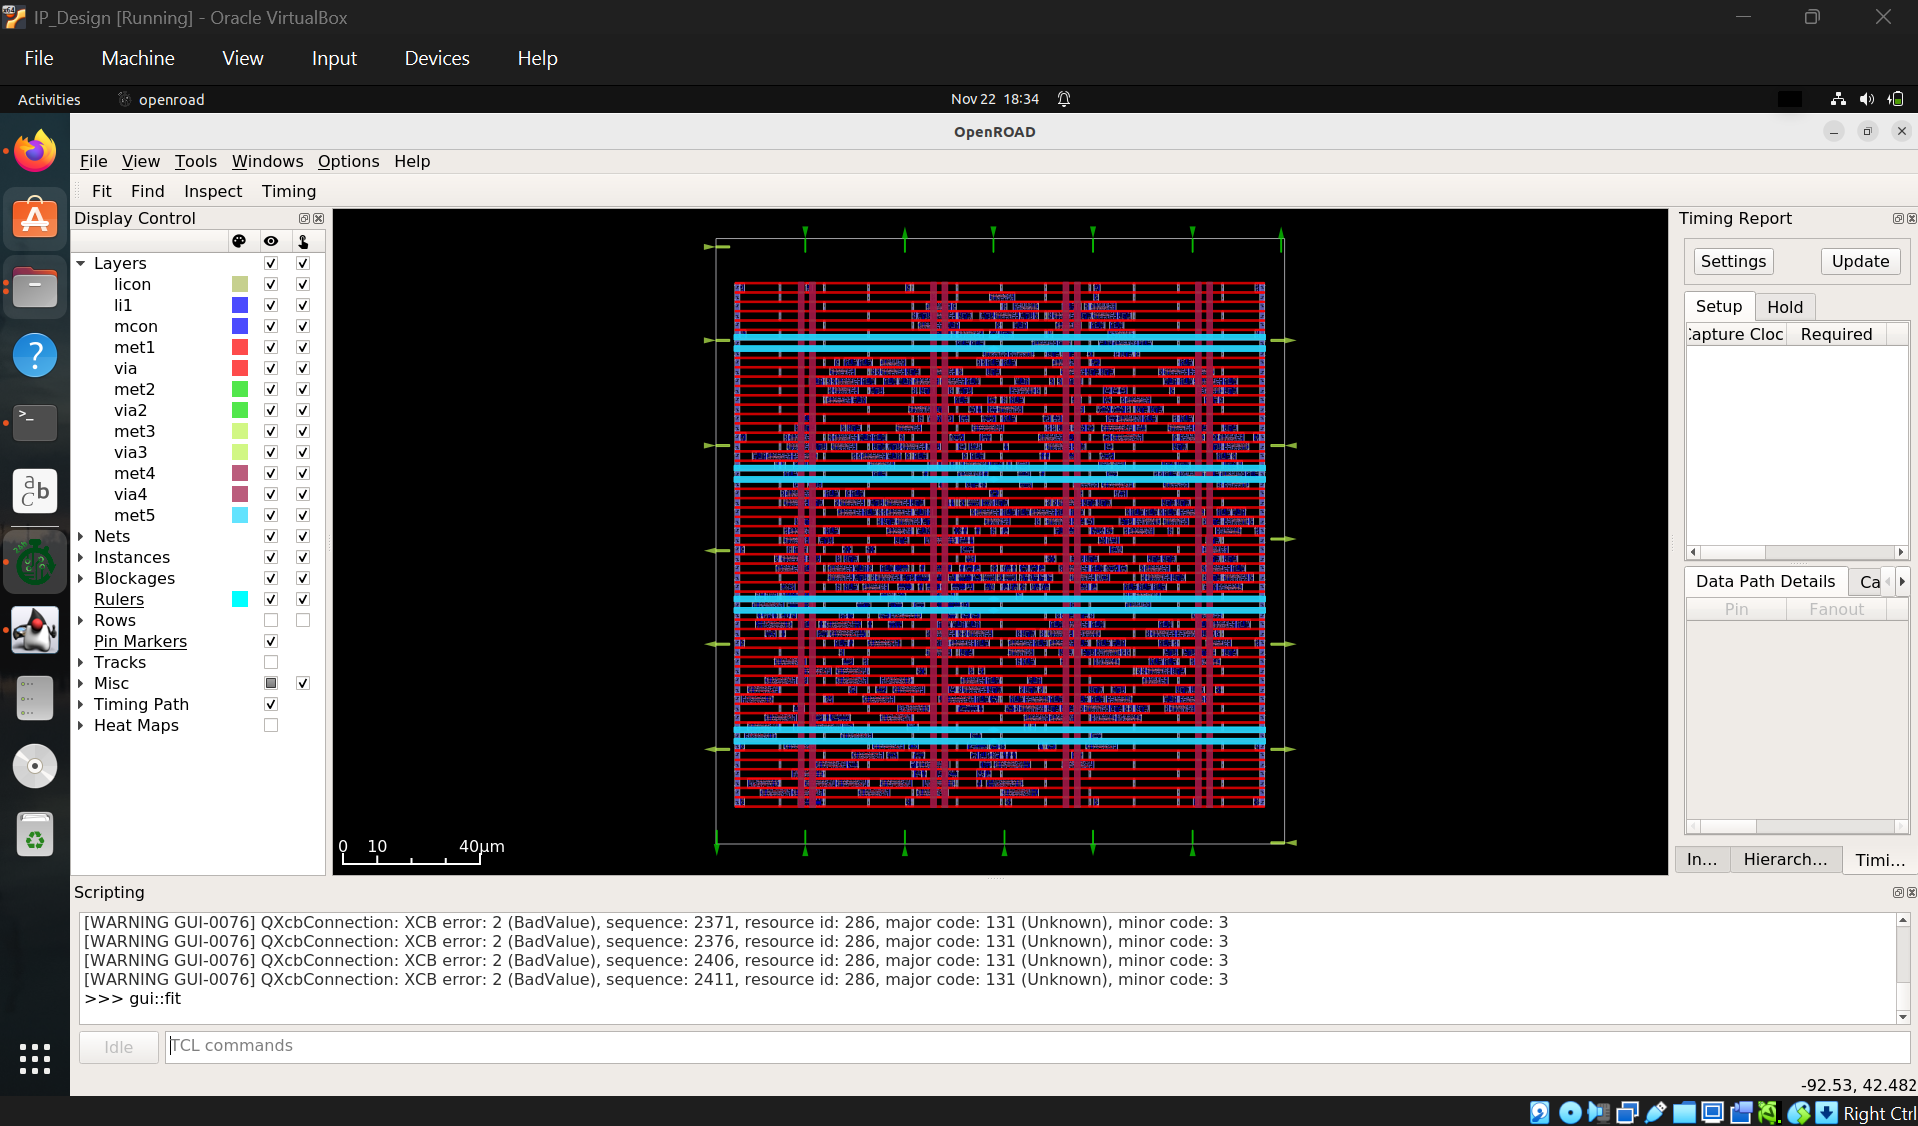 IP_Design [Running] - Oracle VirtualBox
File Machine View Input Devices Help
Activities openroad Nov 22 18:34
OpenROAD
File View Tools Windows Options Help
Fit Find Inspect Timing
Display Control
Layers
licon
li1
mcon
met1
via
met2
via2
met3
via3
met4
via4
met5
Nets
Instances
Blockages
Rulers
Rows
Pin Markers
Tracks
Misc
Timing Path
Heat Maps
0 10 40μm
Timing Report
Settings Update
Setup Hold
apture Cloc Required
Data Path Details Ca
Pin Fanout
In... Hierarch... Timi...
Scripting
[WARNING GUI-0076] QXcbConnection: XCB error: 2 (BadValue), sequence: 2371, resource id: 286, major code: 131 (Unknown), minor code: 3
[WARNING GUI-0076] QXcbConnection: XCB error: 2 (BadValue), sequence: 2376, resource id: 286, major code: 131 (Unknown), minor code: 3
[WARNING GUI-0076] QXcbConnection: XCB error: 2 (BadValue), sequence: 2406, resource id: 286, major code: 131 (Unknown), minor code: 3
[WARNING GUI-0076] QXcbConnection: XCB error: 2 (BadValue), sequence: 2411, resource id: 286, major code: 131 (Unknown), minor code: 3
>>> gui::fit
Idle TCL commands
-92.53, 42.482
Right Ctrl